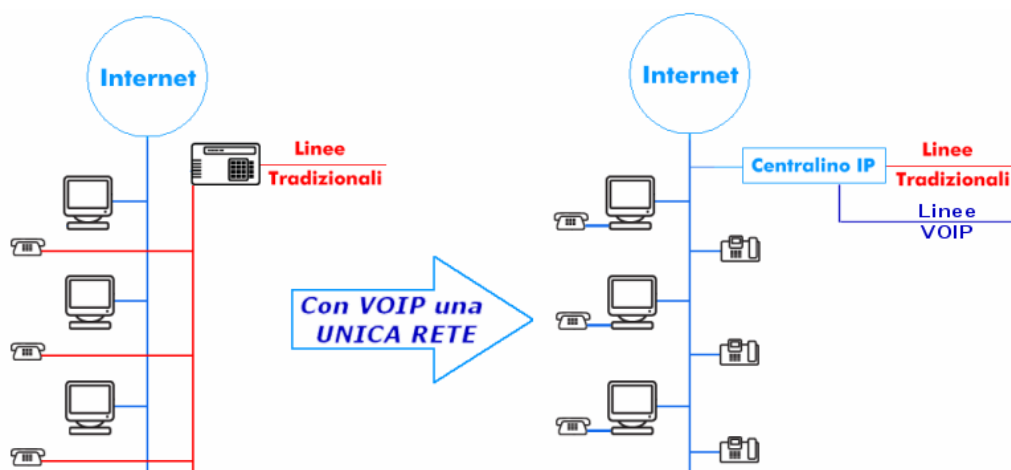 Internet
Linee
Tradizionali
Con VOIP una
UNICA RETE
Internet
Centralino IP
Linee
Tradizionali
Linee
VOIP